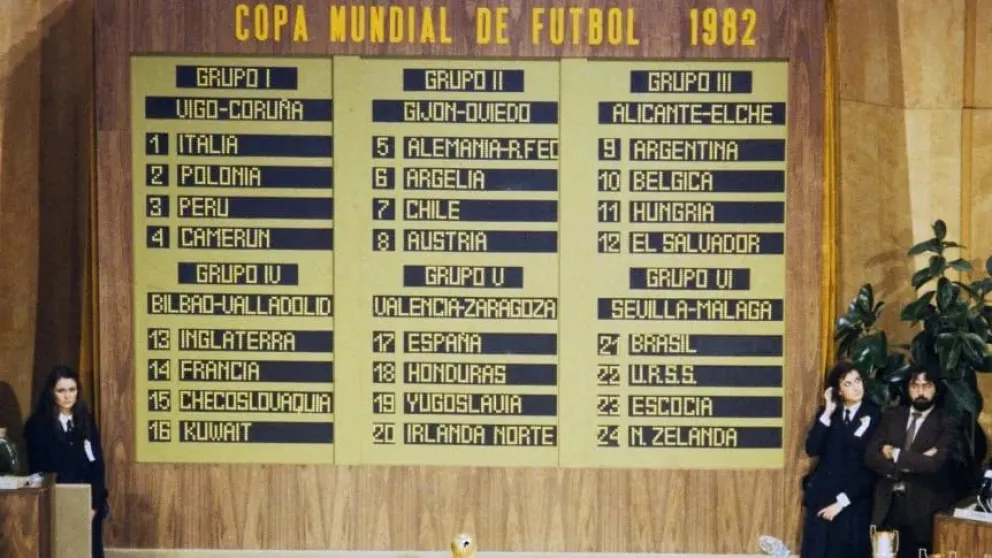 COPA MUNDIAL DE FUTBOL 1982
GRUPO I
VIGO-CORUÑA
1 ITALIA
2 POLONIA
3 PERU
4 CAMERUN
GRUPO II
GIJON-OVIEDO
5 ALEMANIA-R.FED
6 ARGELIA
7 CHILE
8 AUSTRIA
GRUPO III
ALICANTE-ELCHE
9 ARGENTINA
10 BELGICA
11 HUNGRIA
12 EL SALVADOR
GRUPO IV
BILBAO-VALLADOLID
13 INGLATERRA
14 FRANCIA
15 CHECOSLOVAQUIA
16 KUWAIT
GRUPO V
VALENCIA-ZARAGOZA
17 ESPAÑA
18 HONDURAS
19 YUGOSLAVIA
20 IRLANDA NORTE
GRUPO VI
SEVILLA-MALAGA
21 BRASIL
22 U.R.S.S.
23 ESCOCIA
24 N. ZELANDA